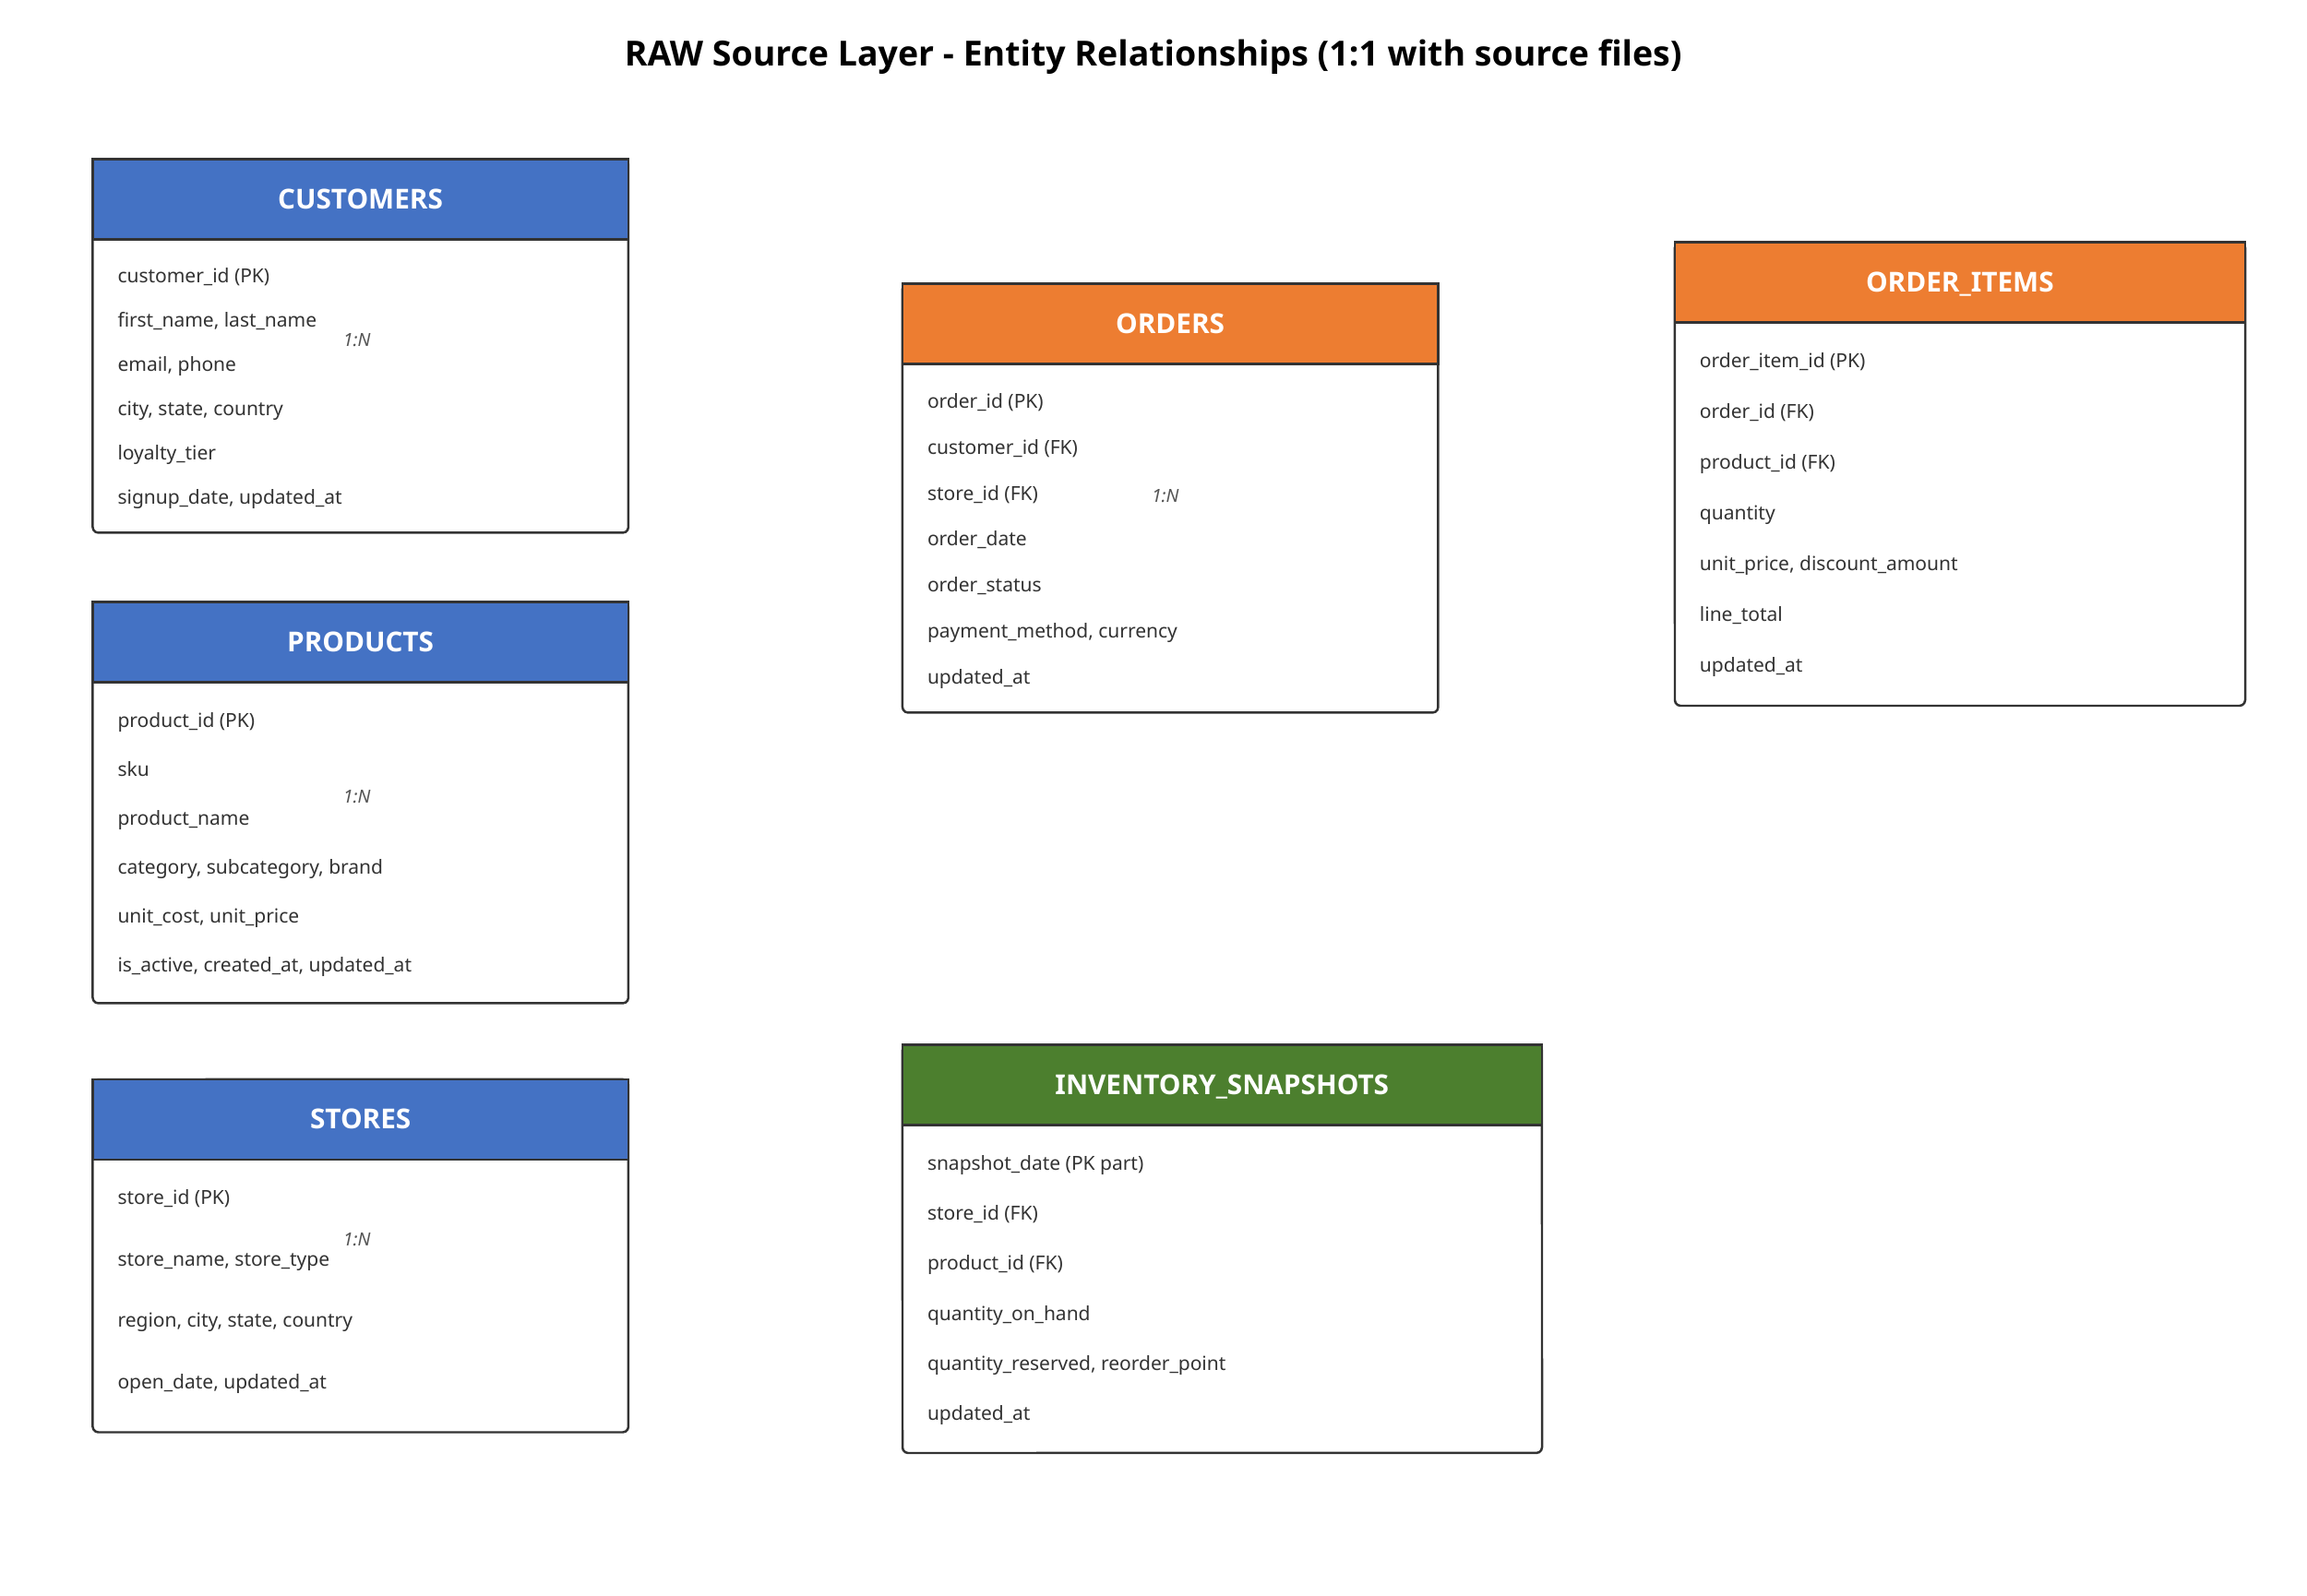 RAW Source Layer - Entity Relationships (1:1 with source files)
CUSTOMERS
customer_id (PK)
first_name, last_name
1:N
email, phone
city, state, country
loyalty_tier
signup_date, updated_at
PRODUCTS
product_id (PK)
sku
1:N
product_name
category, subcategory, brand
unit_cost, unit_price
is_active, created_at, updated_at
STORES
store_id (PK)
1:N
store_name, store_type
region, city, state, country
open_date, updated_at
ORDERS
order_id (PK)
customer_id (FK)
store_id (FK)
1:N
order_date
order_status
payment_method, currency
updated_at
INVENTORY_SNAPSHOTS
snapshot_date (PK part)
store_id (FK)
product_id (FK)
quantity_on_hand
quantity_reserved, reorder_point
updated_at
ORDER_ITEMS
order_item_id (PK)
order_id (FK)
product_id (FK)
quantity
unit_price, discount_amount
line_total
updated_at